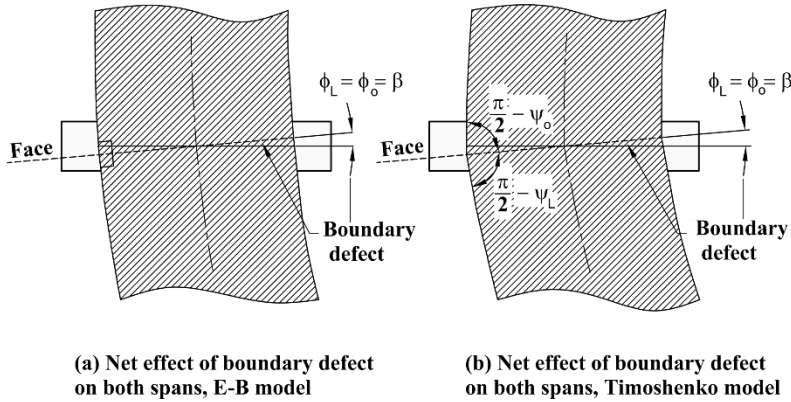 ϕL = ϕo = β
Face
Boundary
defect
(a) Net effect of boundary defect
on both spans, E-B model
ϕL = ϕo = β
π/2 − ψo
Face
π/2 − ψL
Boundary
defect
(b) Net effect of boundary defect
on both spans, Timoshenko model